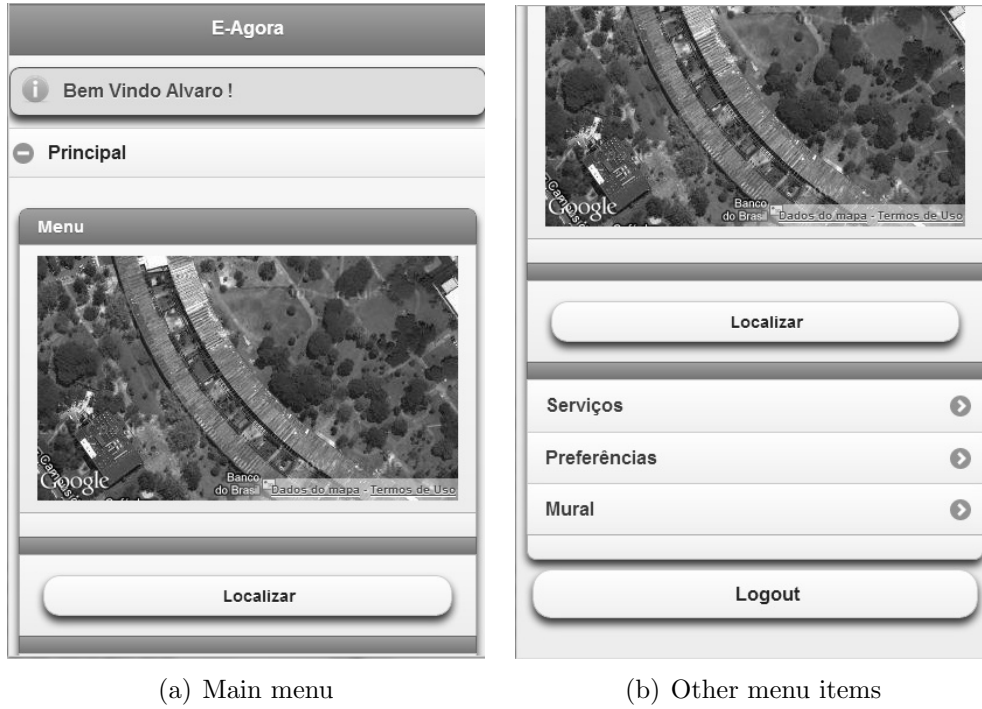 E-Agora
Bem Vindo Alvaro !
Principal
Menu
Google
Banco
do Brasil
Dados do mapa - Termos de Uso
Localizar
(a) Main menu
Google
Banco
do Brasil
Dados do mapa - Termos de Uso
Localizar
Serviços
Preferências
Mural
Logout
(b) Other menu items